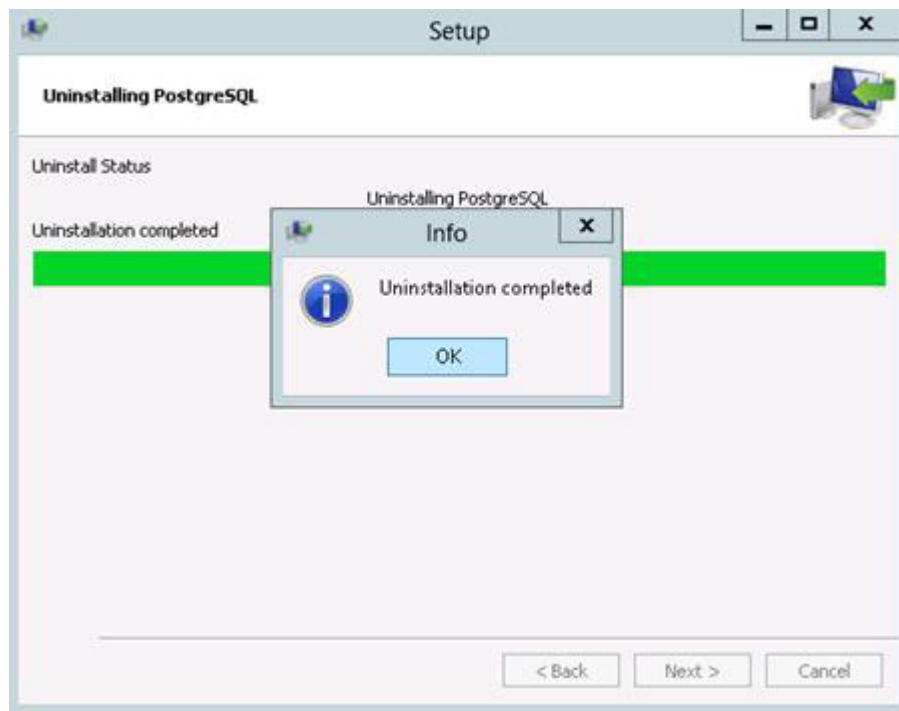 Setup
Uninstalling PostgreSQL
Uninstall Status
Uninstalling PostgreSQL
Uninstallation completed
Info
Uninstallation completed
OK
< Back
Next >
Cancel